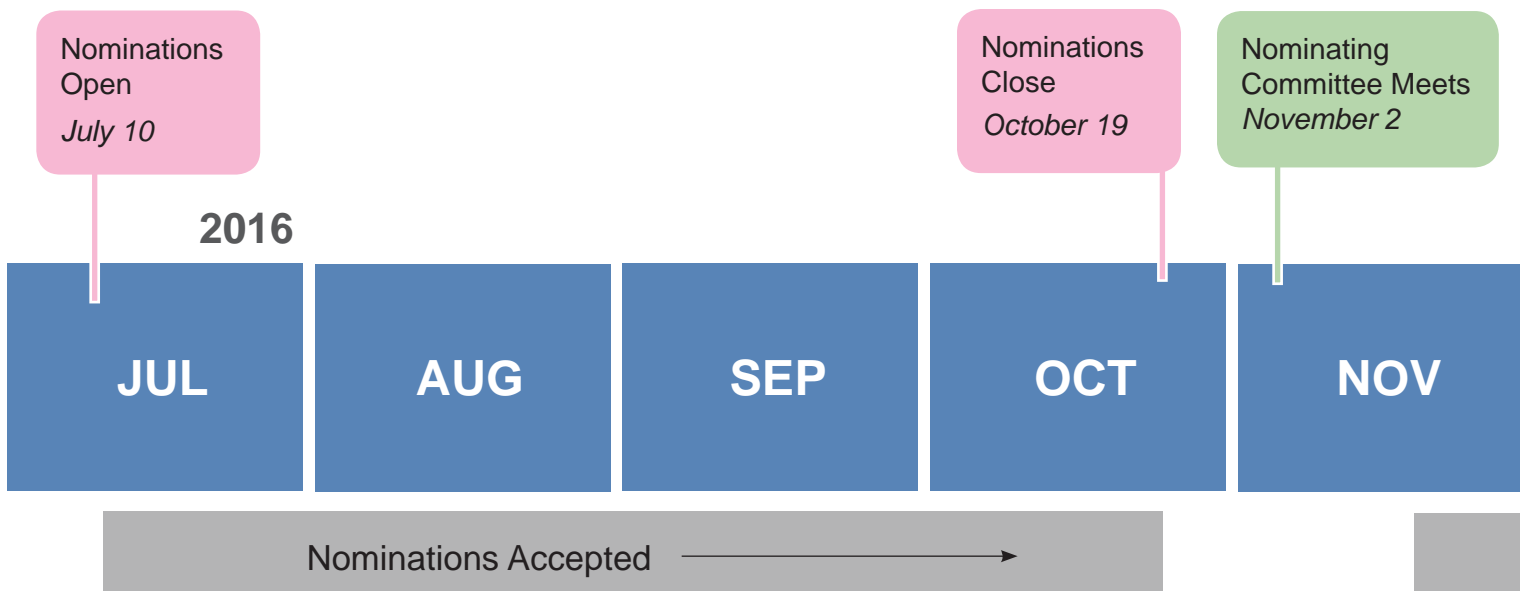 Nominations
Open
July 10
Nominations
Close
October 19
Nominating
Committee Meets
November 2
2016
JUL
AUG
SEP
OCT
NOV
Nominations Accepted